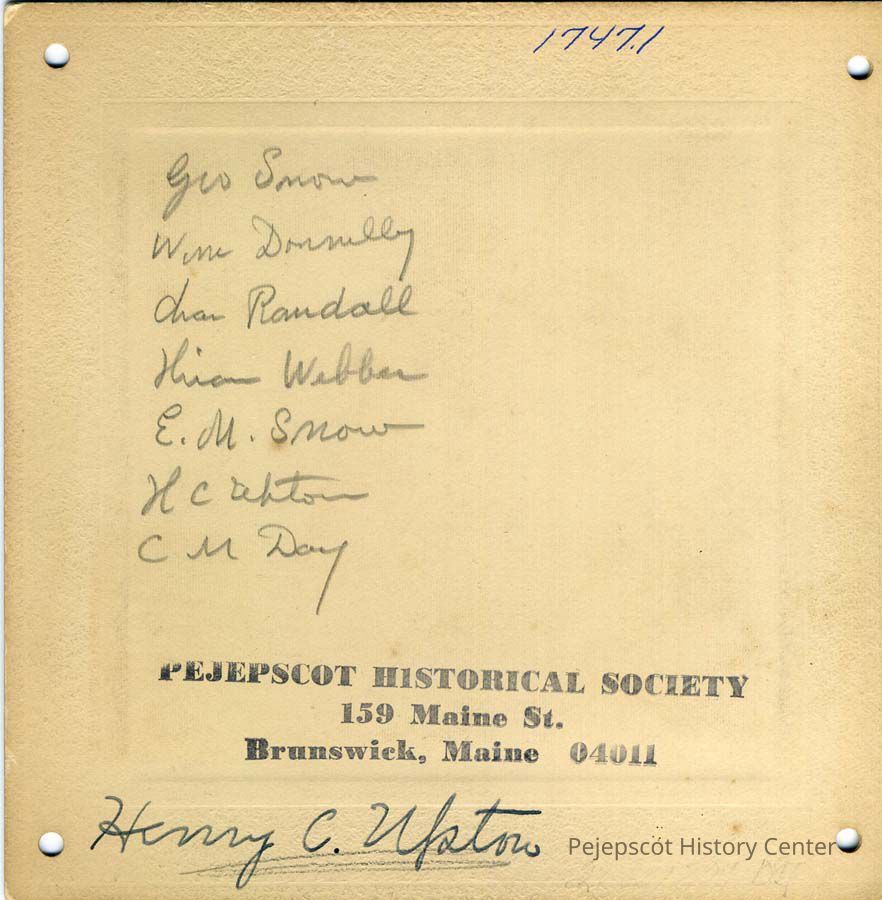 1747.1
Geo Snow
Wm Donnelly
Chas Randall
Hiram Webber
E. M. Snow
H C Upton
C M Day
PEJEPSCOT HISTORICAL SOCIETY
159 Maine St.
Brunswick, Maine 04011
Henry C. Upton
Pejepscot History Center